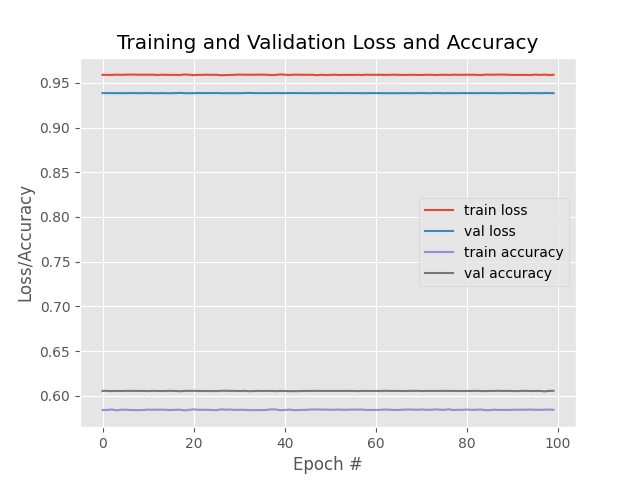 Training and Validation Loss and Accuracy
Loss/Accuracy
0.95
0.90
0.85
0.80
0.75
0.70
0.65
0.60
train loss
val loss
train accuracy
val accuracy
0 20 40 60 80 100
Epoch #